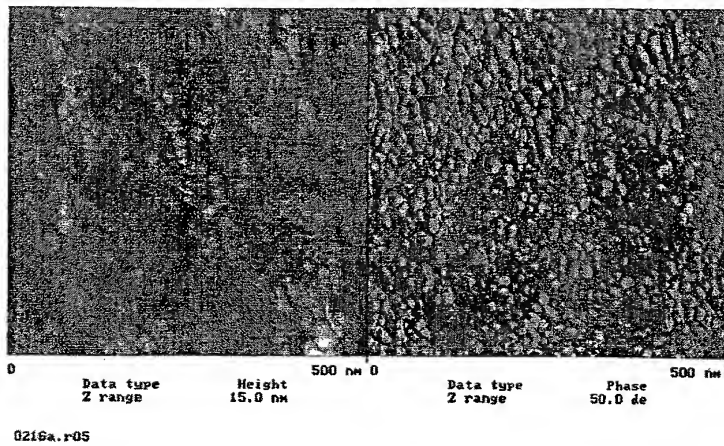 0 500 nm 0 500 nm
Data type Height Data type Phase
Z range 15.0 nm Z range 50.0 de
0216a.r05